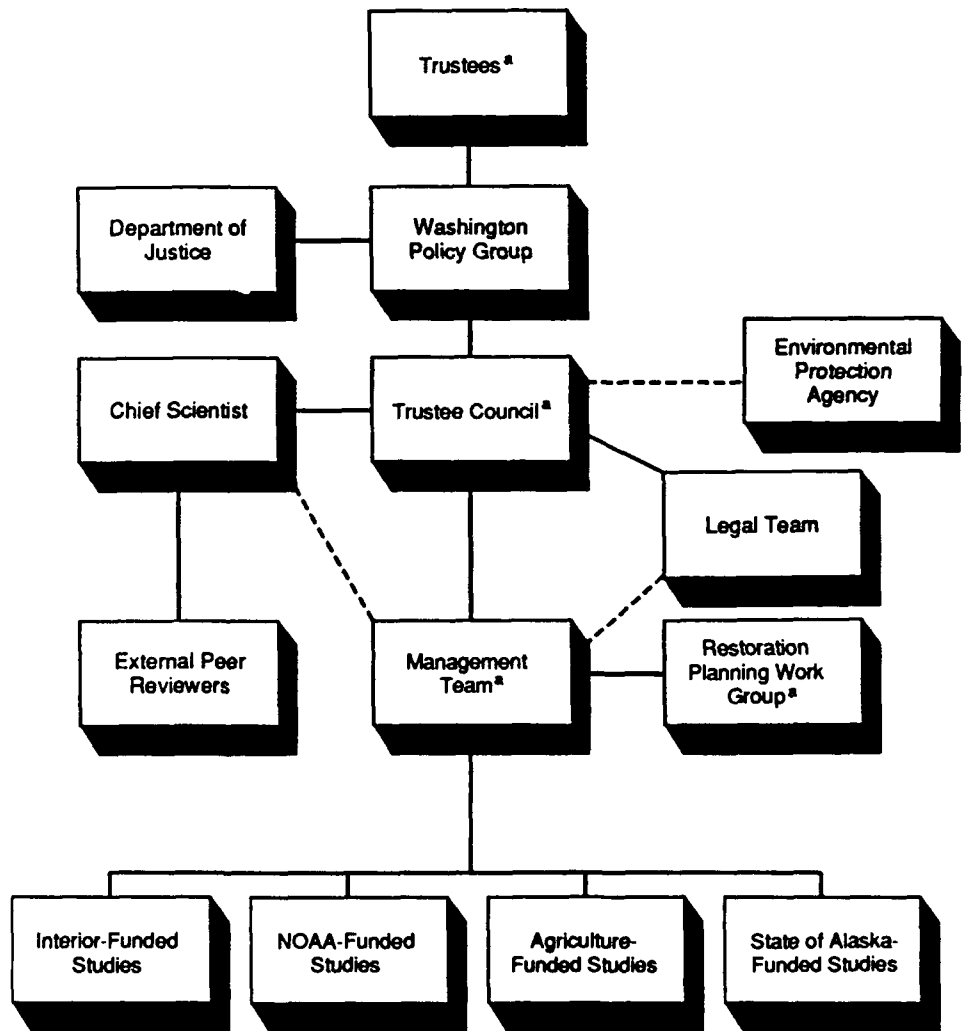 Trustees a
Department of
Justice
Washington
Policy Group
Environmental
Protection
Agency
Chief Scientist
Trustee Council a
Legal Team
External Peer
Reviewers
Management
Team a
Restoration
Planning Work
Group a
Interior-Funded
Studies
NOAA-Funded
Studies
Agriculture-
Funded Studies
State of Alaska-
Funded Studies